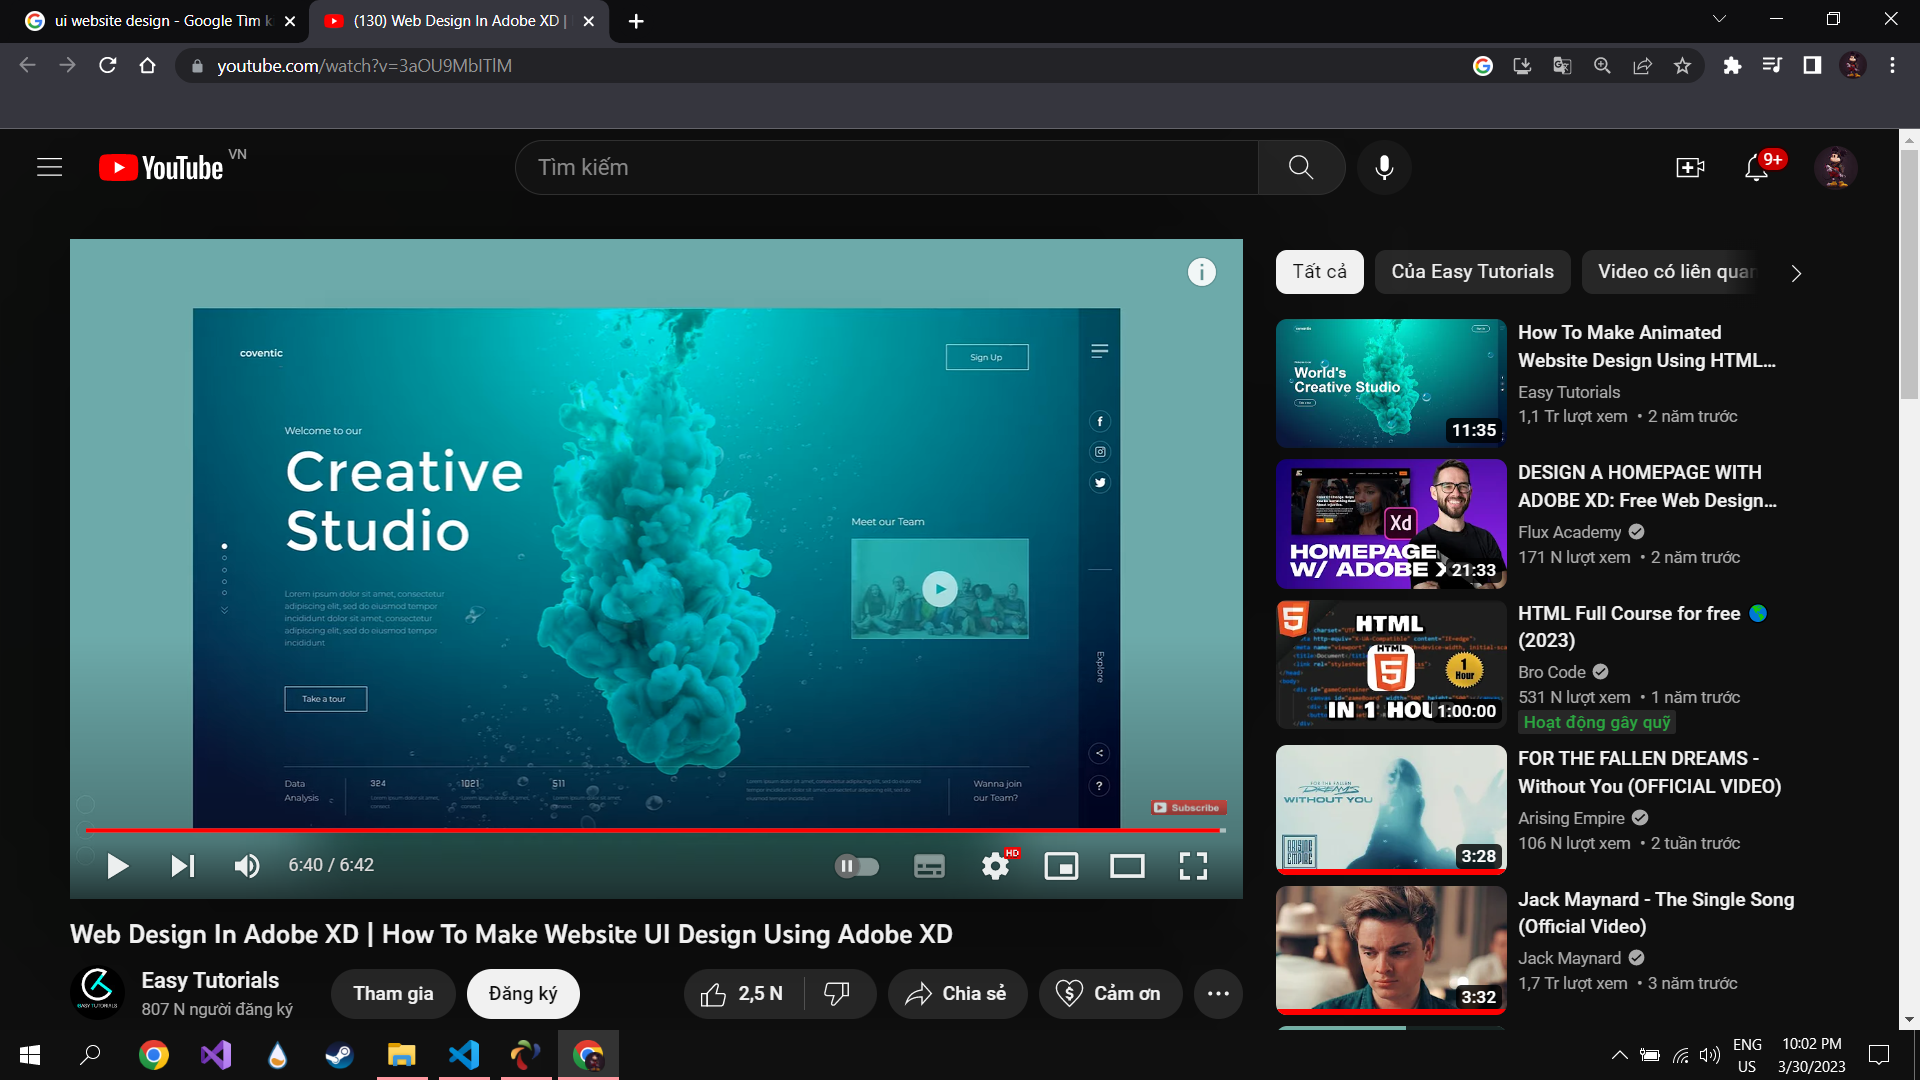 ui website design - Google Tìm k
(130) Web Design In Adobe XD |
youtube.com/watch?v=3aOU9MbITlM
YouTube VN
Tìm kiếm
9+
coventic
Sign Up
Welcome to our
Creative
Studio
Meet our Team
Lorem ipsum dolor sit amet, consectetur
adipiscing elit, sed do eiusmod tempor
incididunt dolor sit amet, consectetur
adipiscing elit, sed do eiusmod tempor
incididunt
Explore
Take a tour
Data
Analysis
324
1021
511
Wanna join
our Team?
Subscribe
6:40 / 6:42
HD
Web Design In Adobe XD | How To Make Website UI Design Using Adobe XD
EASY TUTORIALS
Easy Tutorials
807 N người đăng ký
Tham gia
Đăng ký
2,5 N
Chia sẻ
Cảm ơn
Tất cả
Của Easy Tutorials
Video có liên quan
World's
Creative Studio
11:35
How To Make Animated
Website Design Using HTML...
Easy Tutorials
1,1 Tr lượt xem • 2 năm trước
Xd
HOMEPAGE
W/ ADOBE X
21:33
DESIGN A HOMEPAGE WITH
ADOBE XD: Free Web Design...
Flux Academy
171 N lượt xem • 2 năm trước
HTML
HTML
5
1
Hour
IN 1 HOU
1:00:00
HTML Full Course for free
(2023)
Bro Code
531 N lượt xem • 1 năm trước
Hoạt động gây quỹ
FOR THE FALLEN DREAMS
WITHOUT YOU
ARISING
EMPIRE
3:28
FOR THE FALLEN DREAMS -
Without You (OFFICIAL VIDEO)
Arising Empire
106 N lượt xem • 2 tuần trước
3:32
Jack Maynard - The Single Song
(Official Video)
Jack Maynard
1,7 Tr lượt xem • 3 năm trước
ENG
US
10:02 PM
3/30/2023